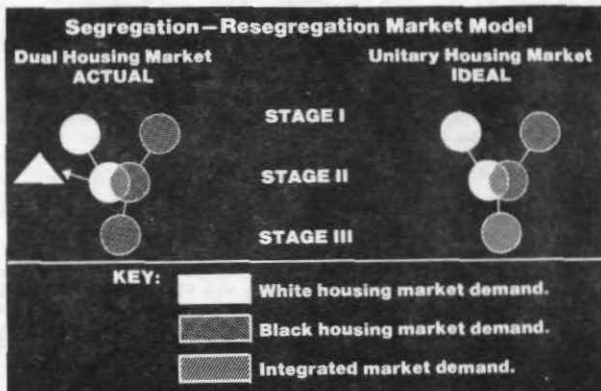 Segregation—Resegregation Market Model
Dual Housing Market
ACTUAL
Unitary Housing Market
IDEAL
STAGE I
STAGE II
STAGE III
KEY:
White housing market demand.
Black housing market demand.
Integrated market demand.